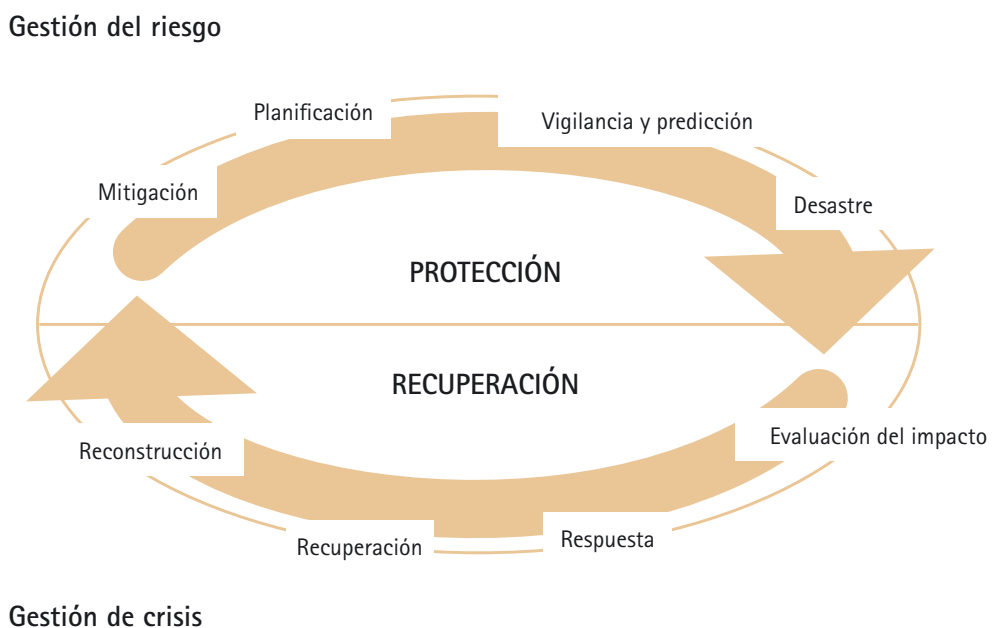 Gestión del riesgo
Planificación
Vigilancia y predicción
Mitigación
Desastre
PROTECCIÓN
RECUPERACIÓN
Evaluación del impacto
Reconstrucción
Respuesta
Recuperación
Gestión de crisis